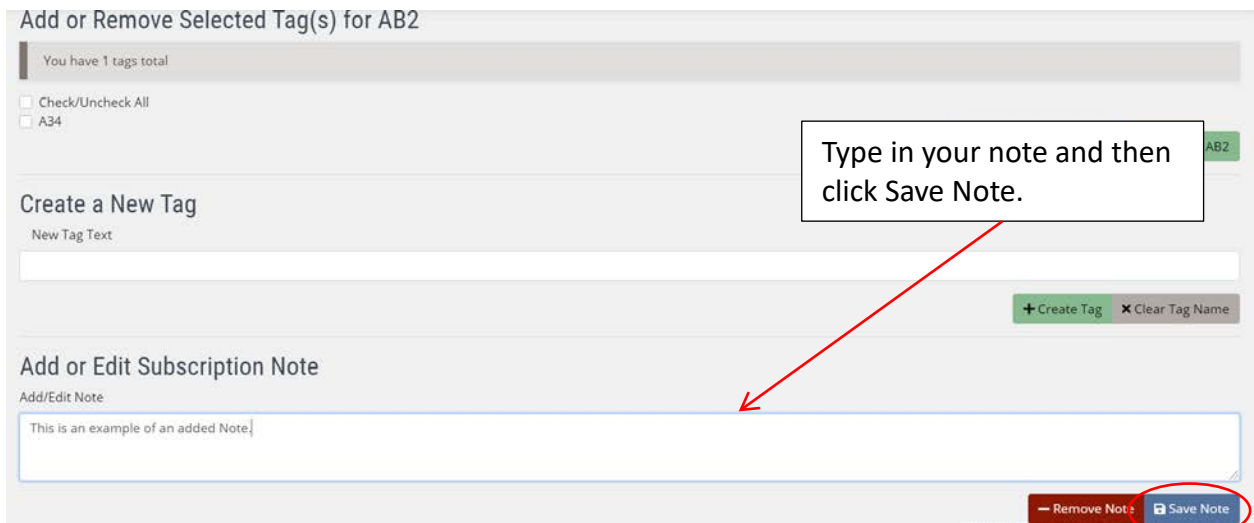 Add or Remove Selected Tag(s) for AB2
You have 1 tags total
Check/Uncheck All
A34
Type in your note and then
click Save Note.
AB2
Create a New Tag
New Tag Text
+ Create Tag
× Clear Tag Name
Add or Edit Subscription Note
Add/Edit Note
This is an example of an added Note.
− Remove Note
Save Note